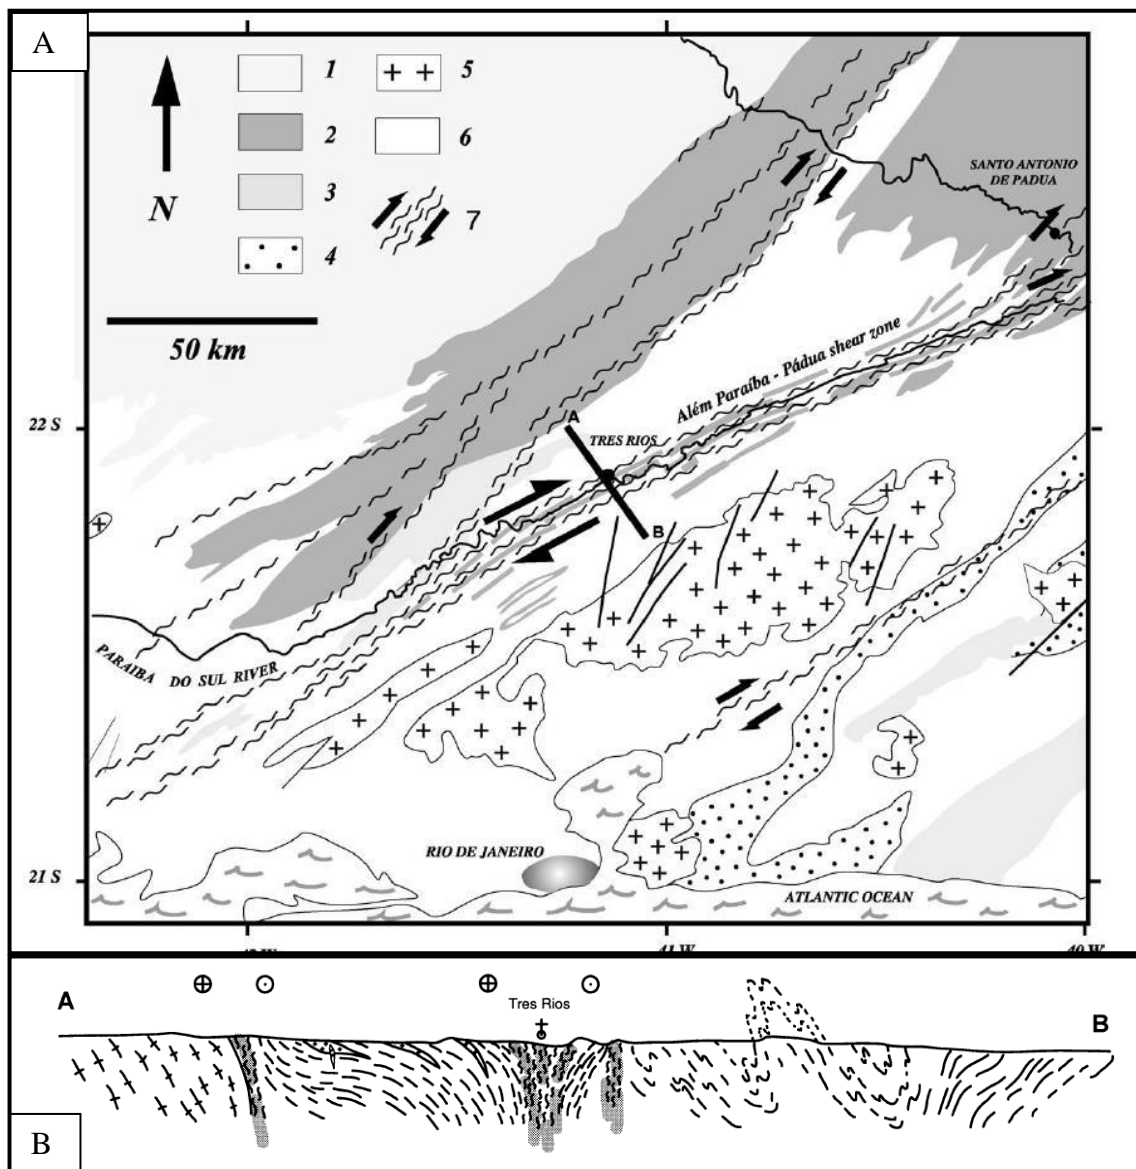 A
1
2
3
4
5
6
7
N
50 km
SANTO ANTONIO
DE PADUA
Além Paraíba - Pádua shear zone
22 S
A
TRES RIOS
B
PARAIBA DO SUL RIVER
RIO DE JANEIRO
21 S
ATLANTIC OCEAN
41 W
40 W
A
Tres Rios
B
B